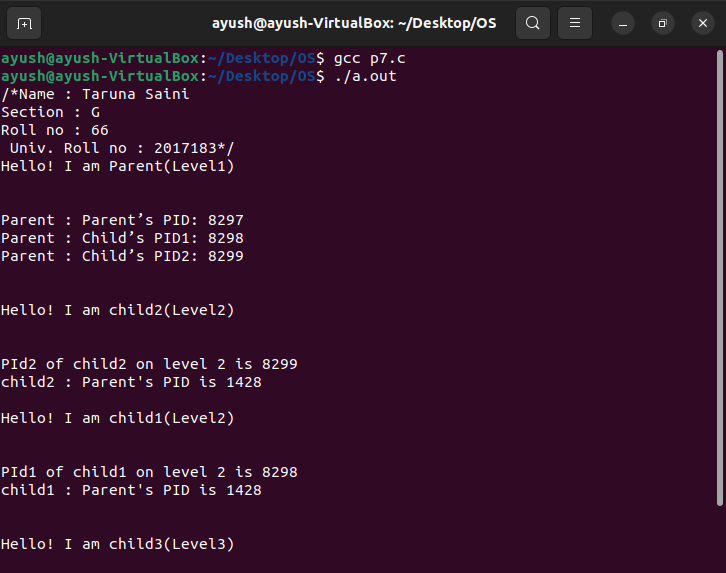 ayush@ayush-VirtualBox: ~/Desktop/OS
ayush@ayush-VirtualBox:~/Desktop/OS$ gcc p7.c
ayush@ayush-VirtualBox:~/Desktop/OS$ ./a.out
/*Name : Taruna Saini
Section : G
Roll no : 66
 Univ. Roll no : 2017183*/
Hello! I am Parent(Level1)
Parent : Parent’s PID: 8297
Parent : Child’s PID1: 8298
Parent : Child’s PID2: 8299
Hello! I am child2(Level2)
PId2 of child2 on level 2 is 8299
child2 : Parent's PID is 1428
Hello! I am child1(Level2)
PId1 of child1 on level 2 is 8298
child1 : Parent's PID is 1428
Hello! I am child3(Level3)